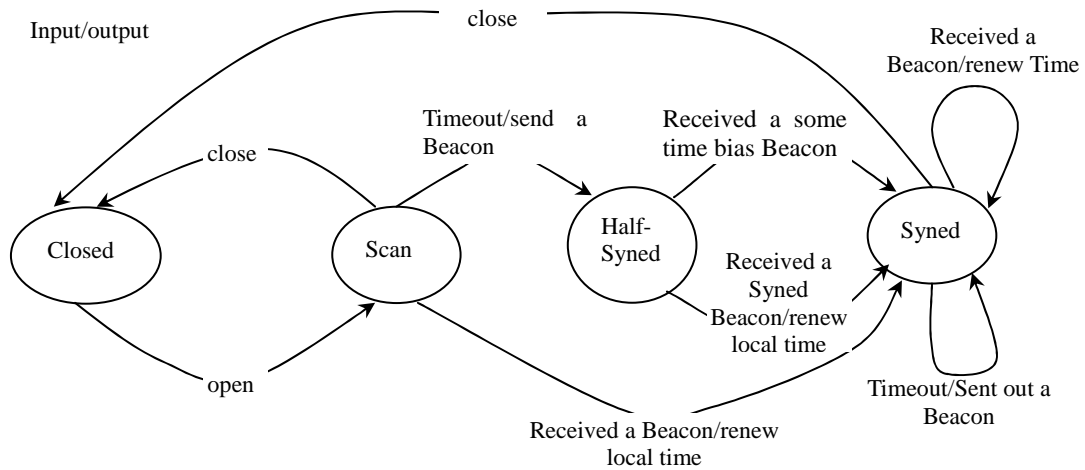 close
Input/output
Received a
Beacon/renew Time
Timeout/send a
Beacon
Received a some
time bias Beacon
close
Closed
Scan
Half-
Syned
Syned
Received a
Syned
Beacon/renew
local time
open
Timeout/Sent out a
Beacon
Received a Beacon/renew
local time